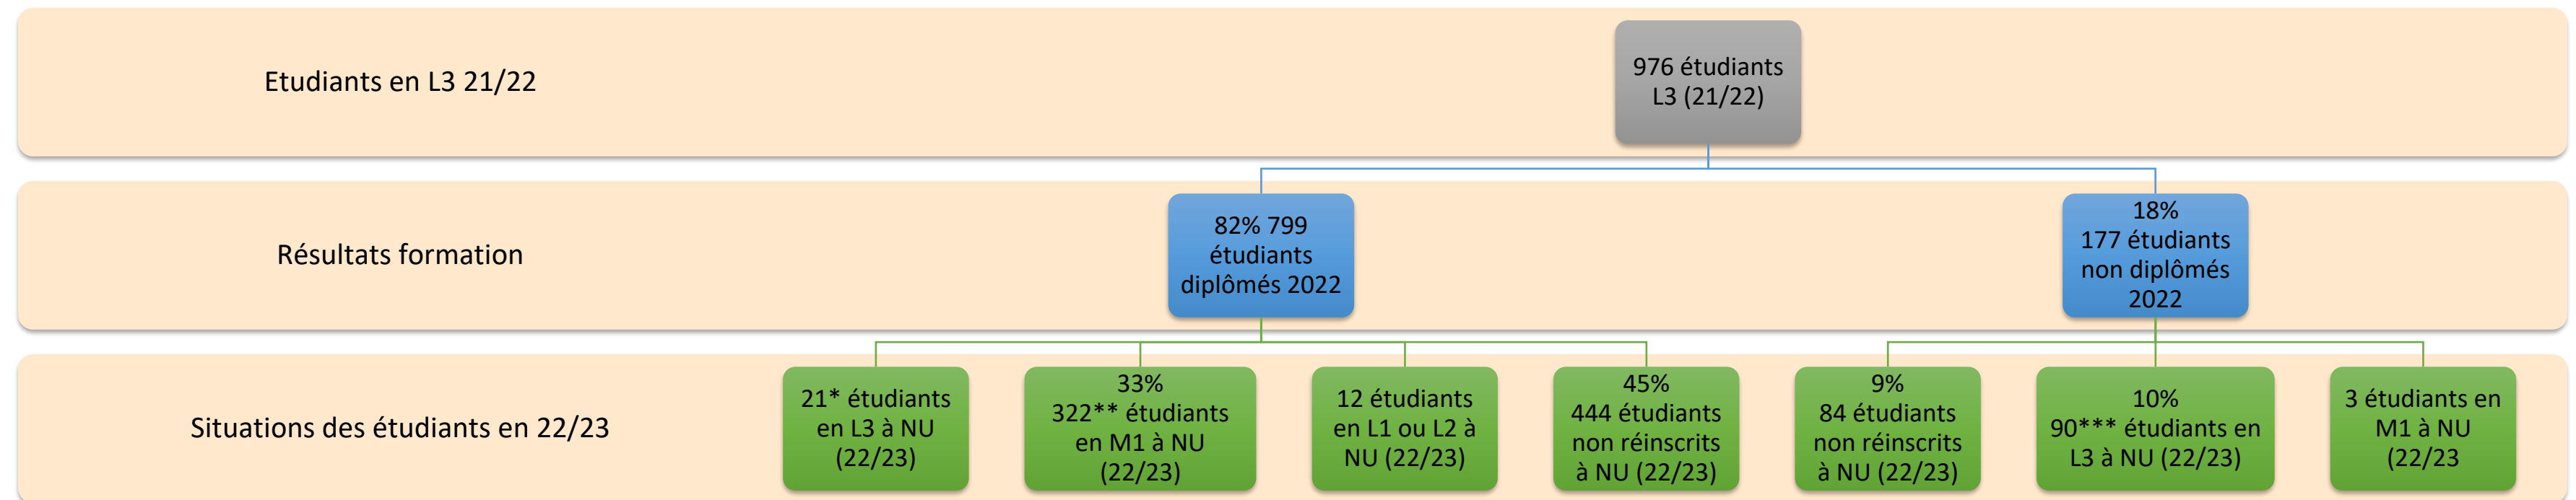 Etudiants en L3 21/22
976 étudiants
L3 (21/22)
Résultats formation
82% 799
étudiants
diplômés 2022
18%
177 étudiants
non diplômés
2022
Situations des étudiants en 22/23
21* étudiants
en L3 à NU
(22/23)
33%
322** étudiants
en M1 à NU
(22/23)
12 étudiants
en L1 ou L2 à
NU (22/23)
45%
444 étudiants
non réinscrits
à NU (22/23)
9%
84 étudiants
non réinscrits
à NU (22/23)
10%
90*** étudiants en
L3 à NU (22/23)
3 étudiants en
M1 à NU
(22/23